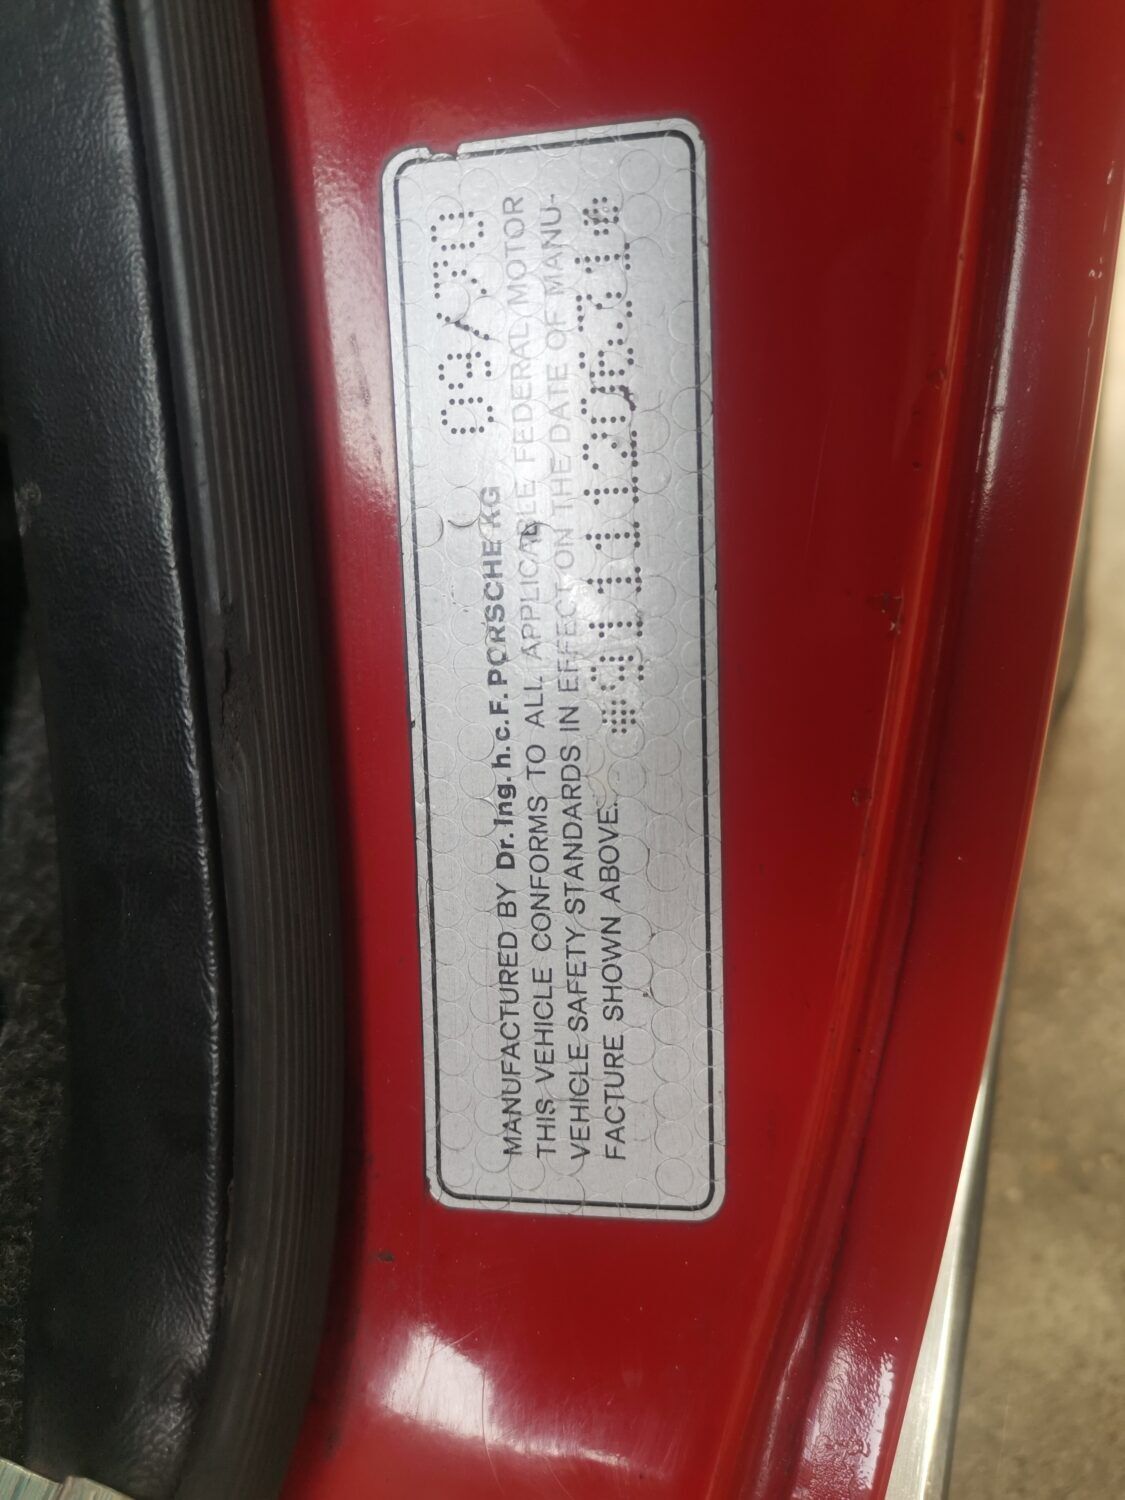 09/70
MANUFACTURED BY Dr. Ing. h. c. F. PORSCHE KG
THIS VEHICLE CONFORMS TO ALL APPLICABLE FEDERAL MOTOR
VEHICLE SAFETY STANDARDS IN EFFECT ON THE DATE OF MANU-
FACTURE SHOWN ABOVE.
*9111120631*